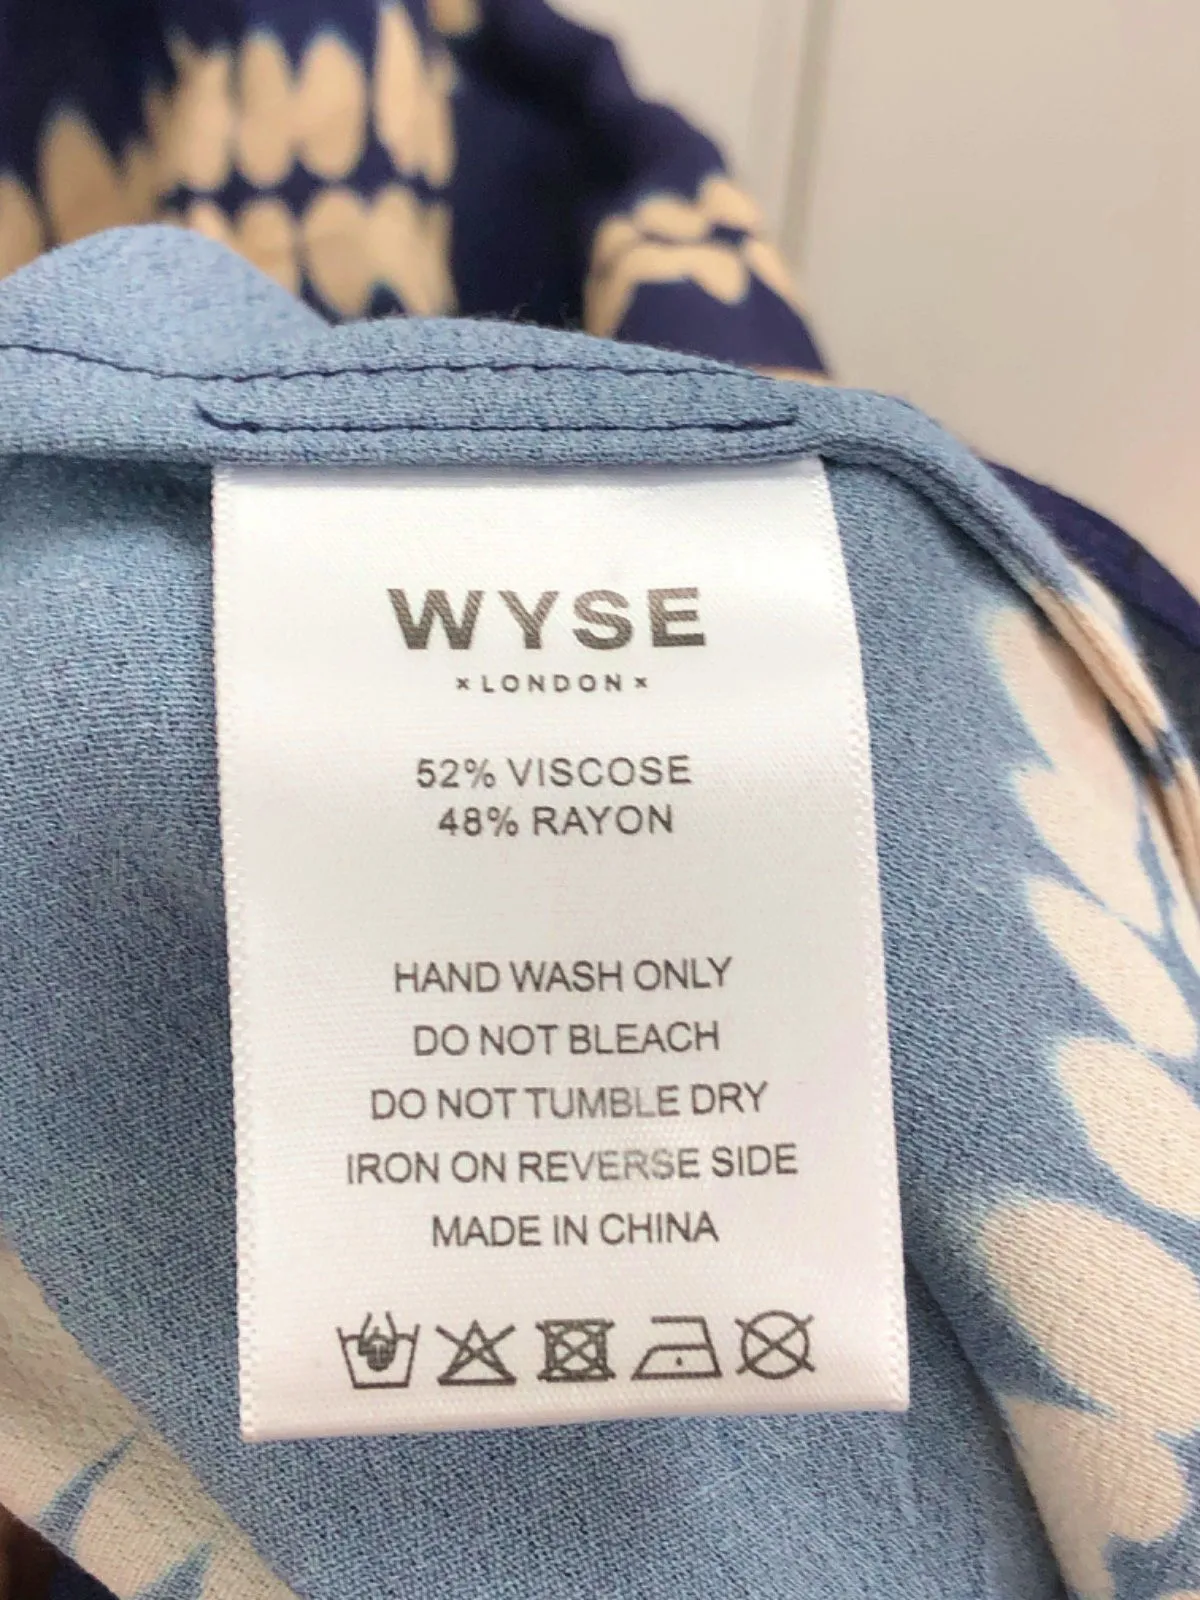 WYSE
×LONDON×
52% VISCOSE
48% RAYON
HAND WASH ONLY
DO NOT BLEACH
DO NOT TUMBLE DRY
IRON ON REVERSE SIDE
MADE IN CHINA